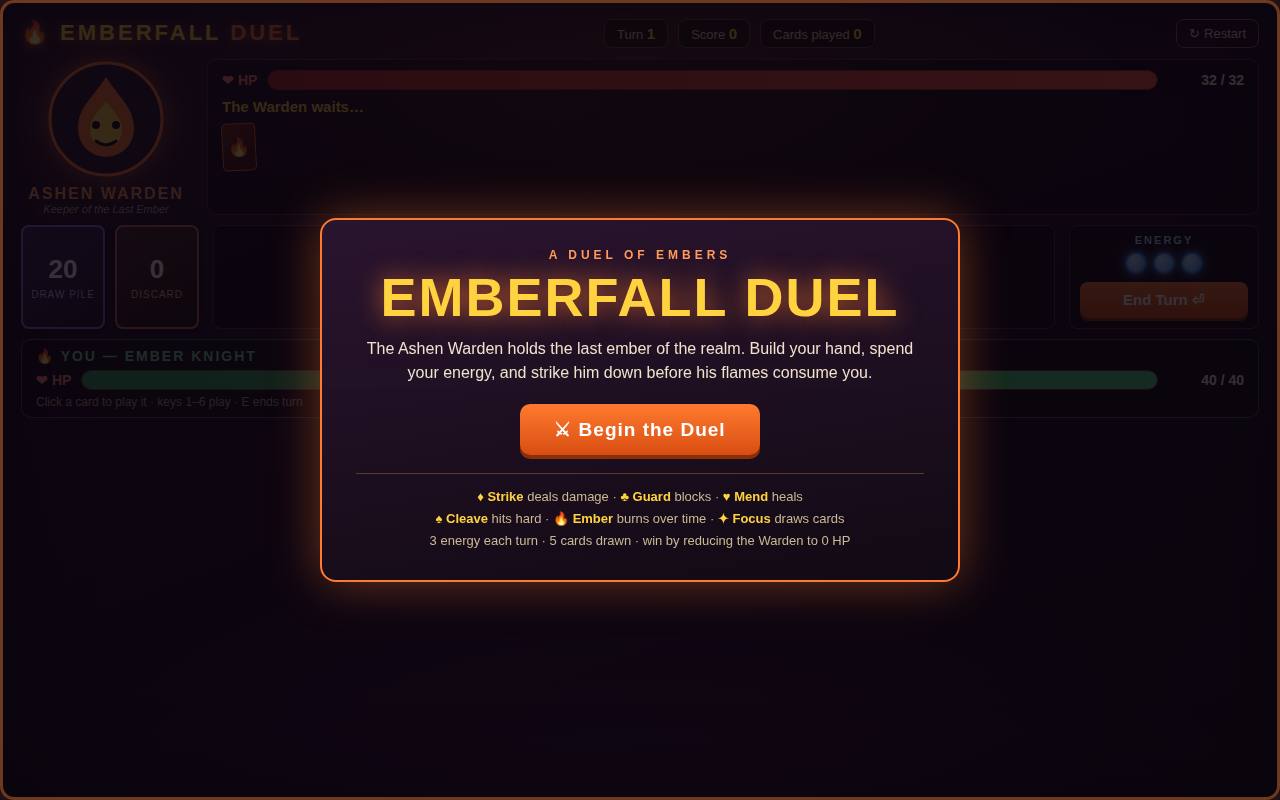 🔥 EMBERFALL DUEL
Turn 1
Score 0
Cards played 0
↻ Restart
❤ HP
32 / 32
The Warden waits…
🔥
ASHEN WARDEN
Keeper of the Last Ember
20
DRAW PILE
0
DISCARD
ENERGY
End Turn ⏎
A DUEL OF EMBERS
EMBERFALL DUEL
The Ashen Warden holds the last ember of the realm. Build your hand, spend
your energy, and strike him down before his flames consume you.
⚔ Begin the Duel
♦ Strike deals damage · ♣ Guard blocks · ♥ Mend heals
♠ Cleave hits hard · 🔥 Ember burns over time · ✦ Focus draws cards
3 energy each turn · 5 cards drawn · win by reducing the Warden to 0 HP
🔥 YOU — EMBER KNIGHT
❤ HP
40 / 40
Click a card to play it · keys 1–6 play · E ends turn